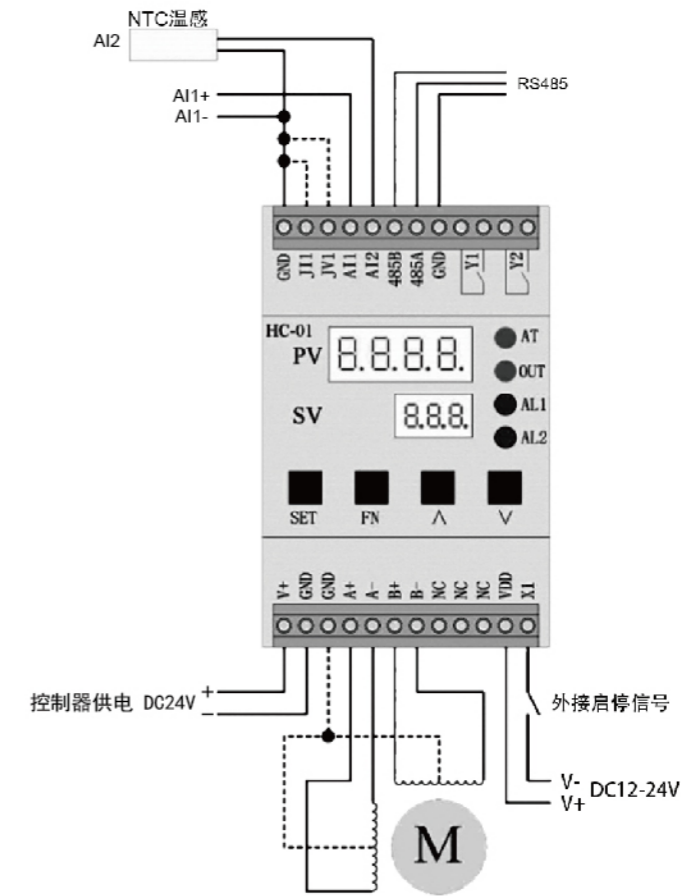 NTC温感
AI2
RS485
AI1+
AI1-
GND JI1 JV1 AI1 AI2 485B 485A GND Y1 Y2
HC-01
PV 8.8.8.8.
SV 8.8.8.
AT
OUT
AL1
AL2
SET FN ∧ ∨
V+ GND GND A+ A- B+ B- NC NC NC VDD X1
控制器供电 DC24V + −
外接启停信号
V-
V+
DC12-24V
M